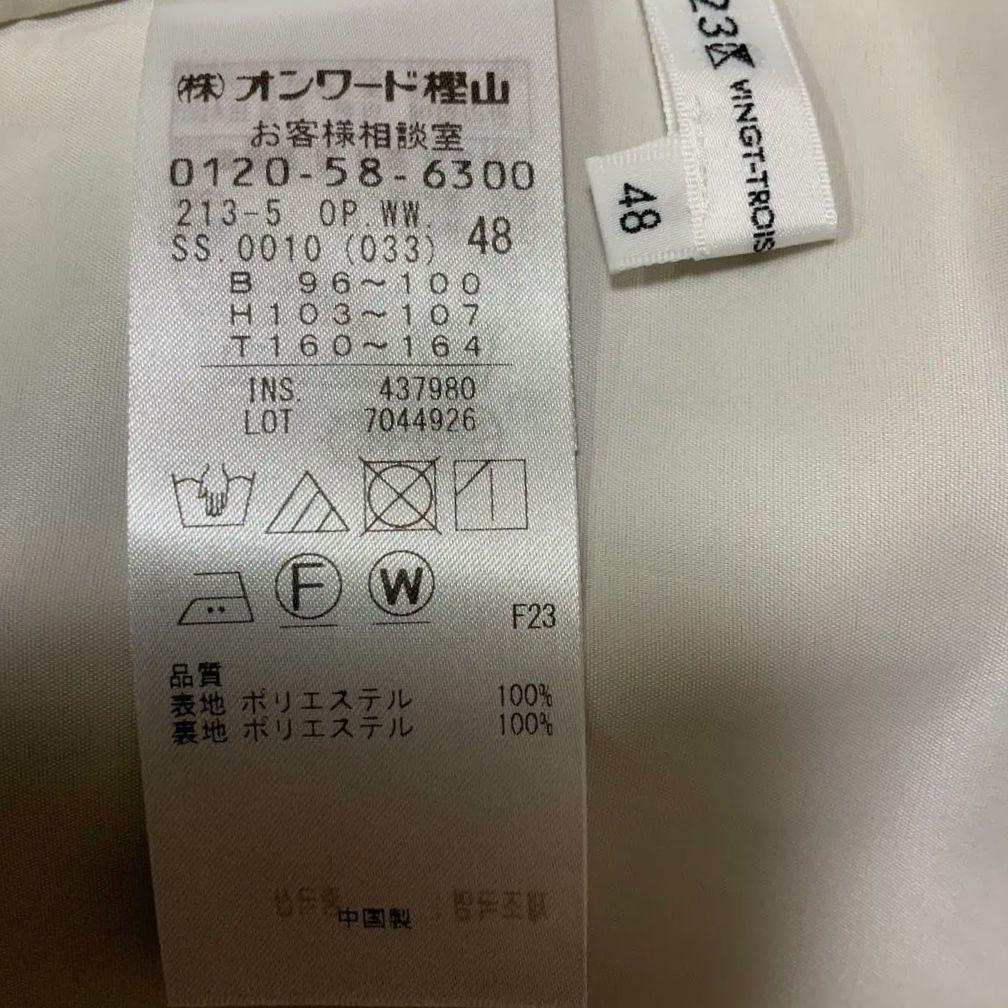 ㈱オンワード樫山
お客様相談室
0120-58-6300
213-5 OP WW.
SS.0010 (033) 48
B 96～100
H103～107
T160～164
INS. 437980
LOT 7044926
F W
F23
品質
表地 ポリエステル 100%
裏地 ポリエステル 100%
中国製
23区 VINGT-TROIS
48